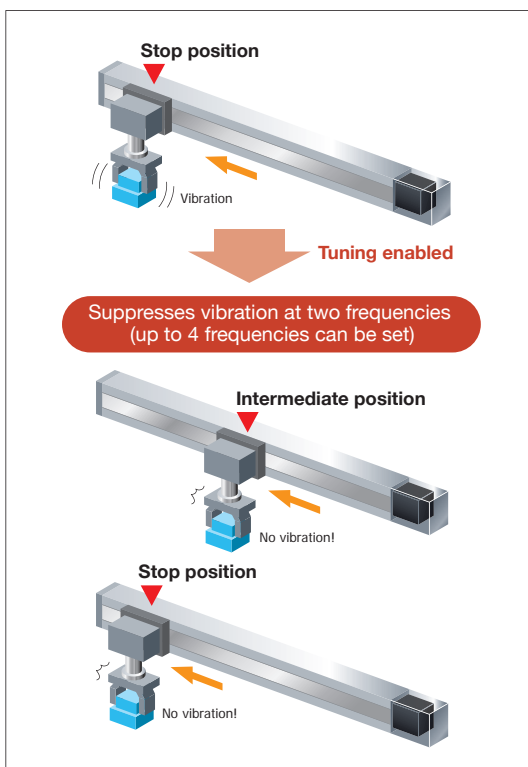 Stop position
Vibration
Tuning enabled
Suppresses vibration at two frequencies
(up to 4 frequencies can be set)
Intermediate position
No vibration!
Stop position
No vibration!